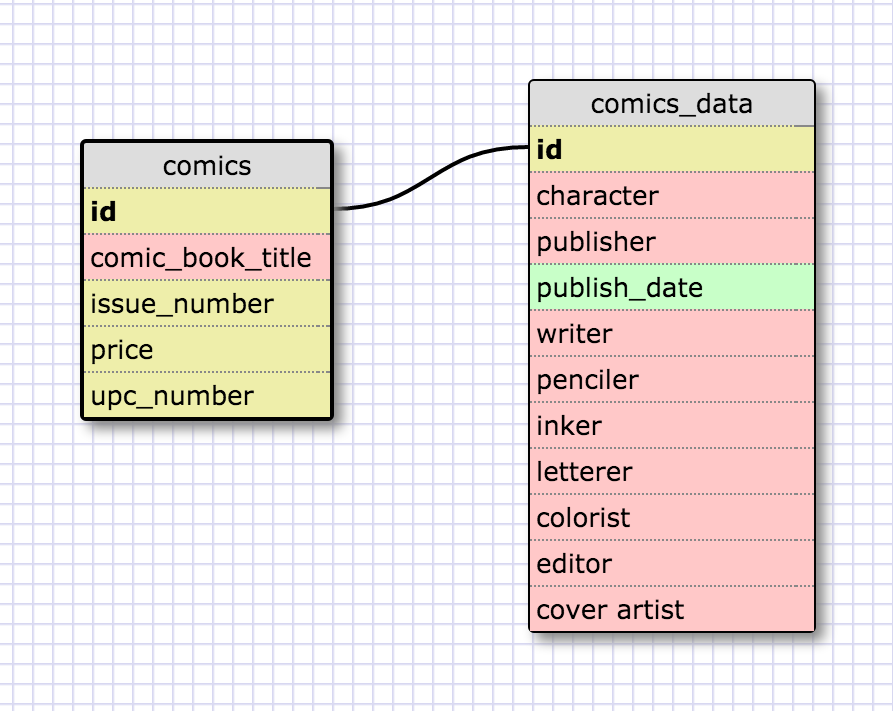 comics
id
comic_book_title
issue_number
price
upc_number
comics_data
id
character
publisher
publish_date
writer
penciler
inker
letterer
colorist
editor
cover artist